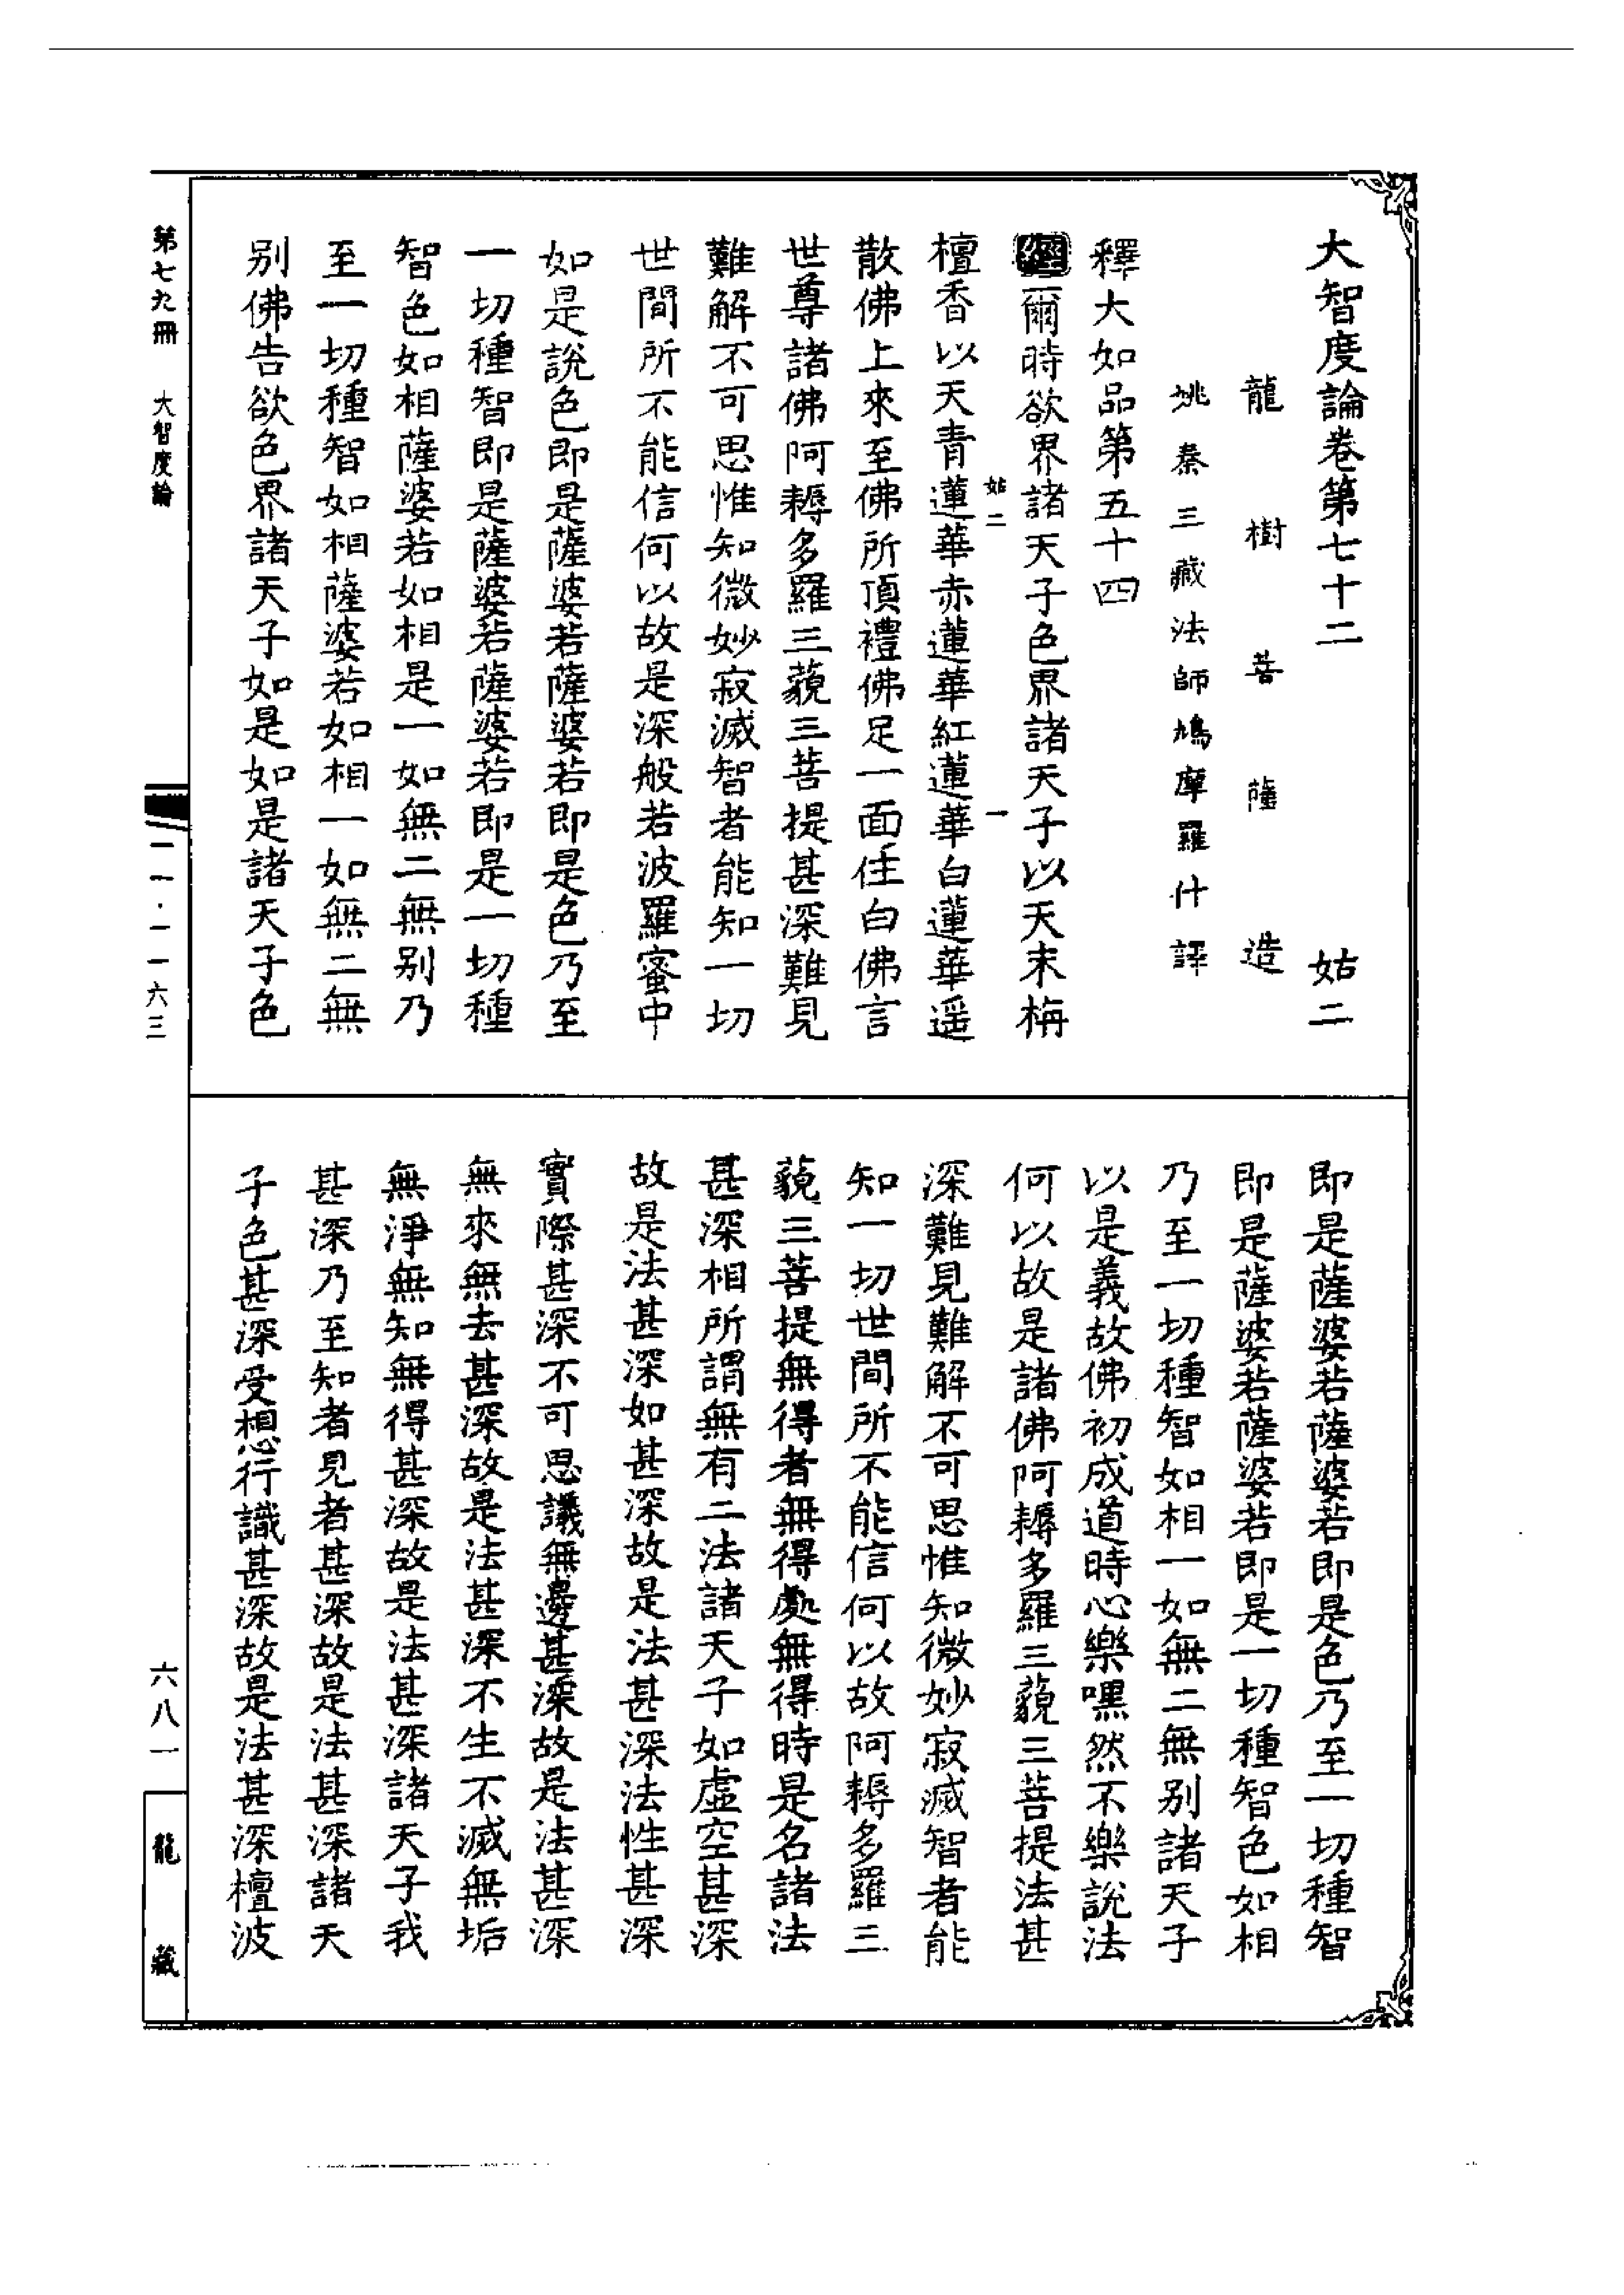 大智度論卷第七十二　姑二
龍樹菩薩造
姚秦三藏法師鳩摩羅什譯
釋大如品第五十四
經爾時欲界諸天子色界諸天子以天末栴
姑二　一
檀香以天青蓮華赤蓮華紅蓮華白蓮華遥
散佛上來至佛所頂禮佛足一面住白佛言
世尊諸佛阿耨多羅三藐三菩提甚深難見
難解不可思惟知微妙寂滅智者能知一切
世間所不能信何以故是深般若波羅蜜中
如是說色即是薩婆若薩婆若即是色乃至
一切種智即是薩婆若薩婆若即是一切種
智色如相薩婆若如相是一如無二無别乃
至一切種智如相薩婆若如相一如無二無
别佛告欲色界諸天子如是如是諸天子色
即是薩婆若薩婆若即是色乃至一切種智
即是薩婆若薩婆若即是一切種智色如相
乃至一切種智如相一如無二無别諸天子
以是義故佛初成道時心樂嘿然不樂說法
何以故是諸佛阿耨多羅三藐三菩提法甚
深難見難解不可思惟知微妙寂滅智者能
知一切世間所不能信何以故阿耨多羅三
藐三菩提無得者無得處無得時是名諸法
甚深相所謂無有二法諸天子如虛空甚深
故是法甚深如甚深故是法甚深法性甚深
實際甚深不可思議無邊甚深故是法甚深
無來無去甚深故是法甚深不生不滅無垢
無淨無知無得甚深故是法甚深諸天子我
甚深乃至知者見者甚深故是法甚深諸天
子色甚深受想行識甚深故是法甚深檀波
第七九冊　大智度論
一一·一一六三
六八一
龍藏